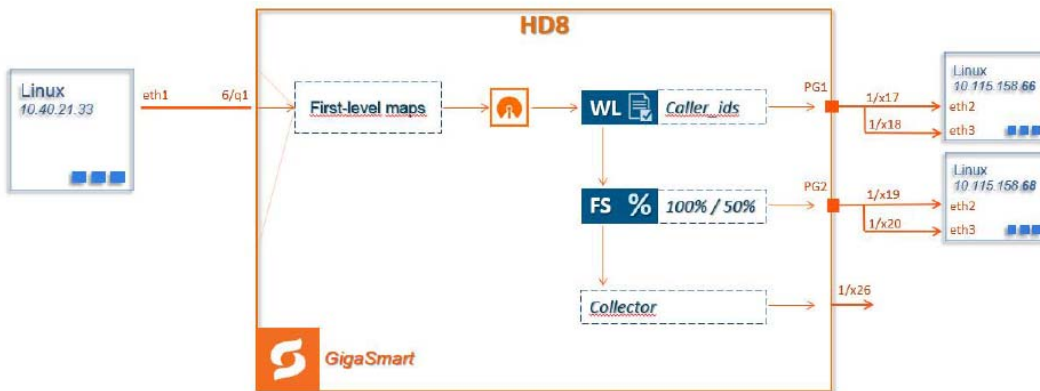 HD8
Linux
10.40.21.33
eth1
6/q1
First-level maps
WL
Caller_ids
PG1
1/x17
1/x18
Linux
10.115.158.66
eth2
eth3
FS
%
100% / 50%
PG2
1/x19
1/x20
Linux
10.115.158.68
eth2
eth3
Collector
1/x26
GigaSmart